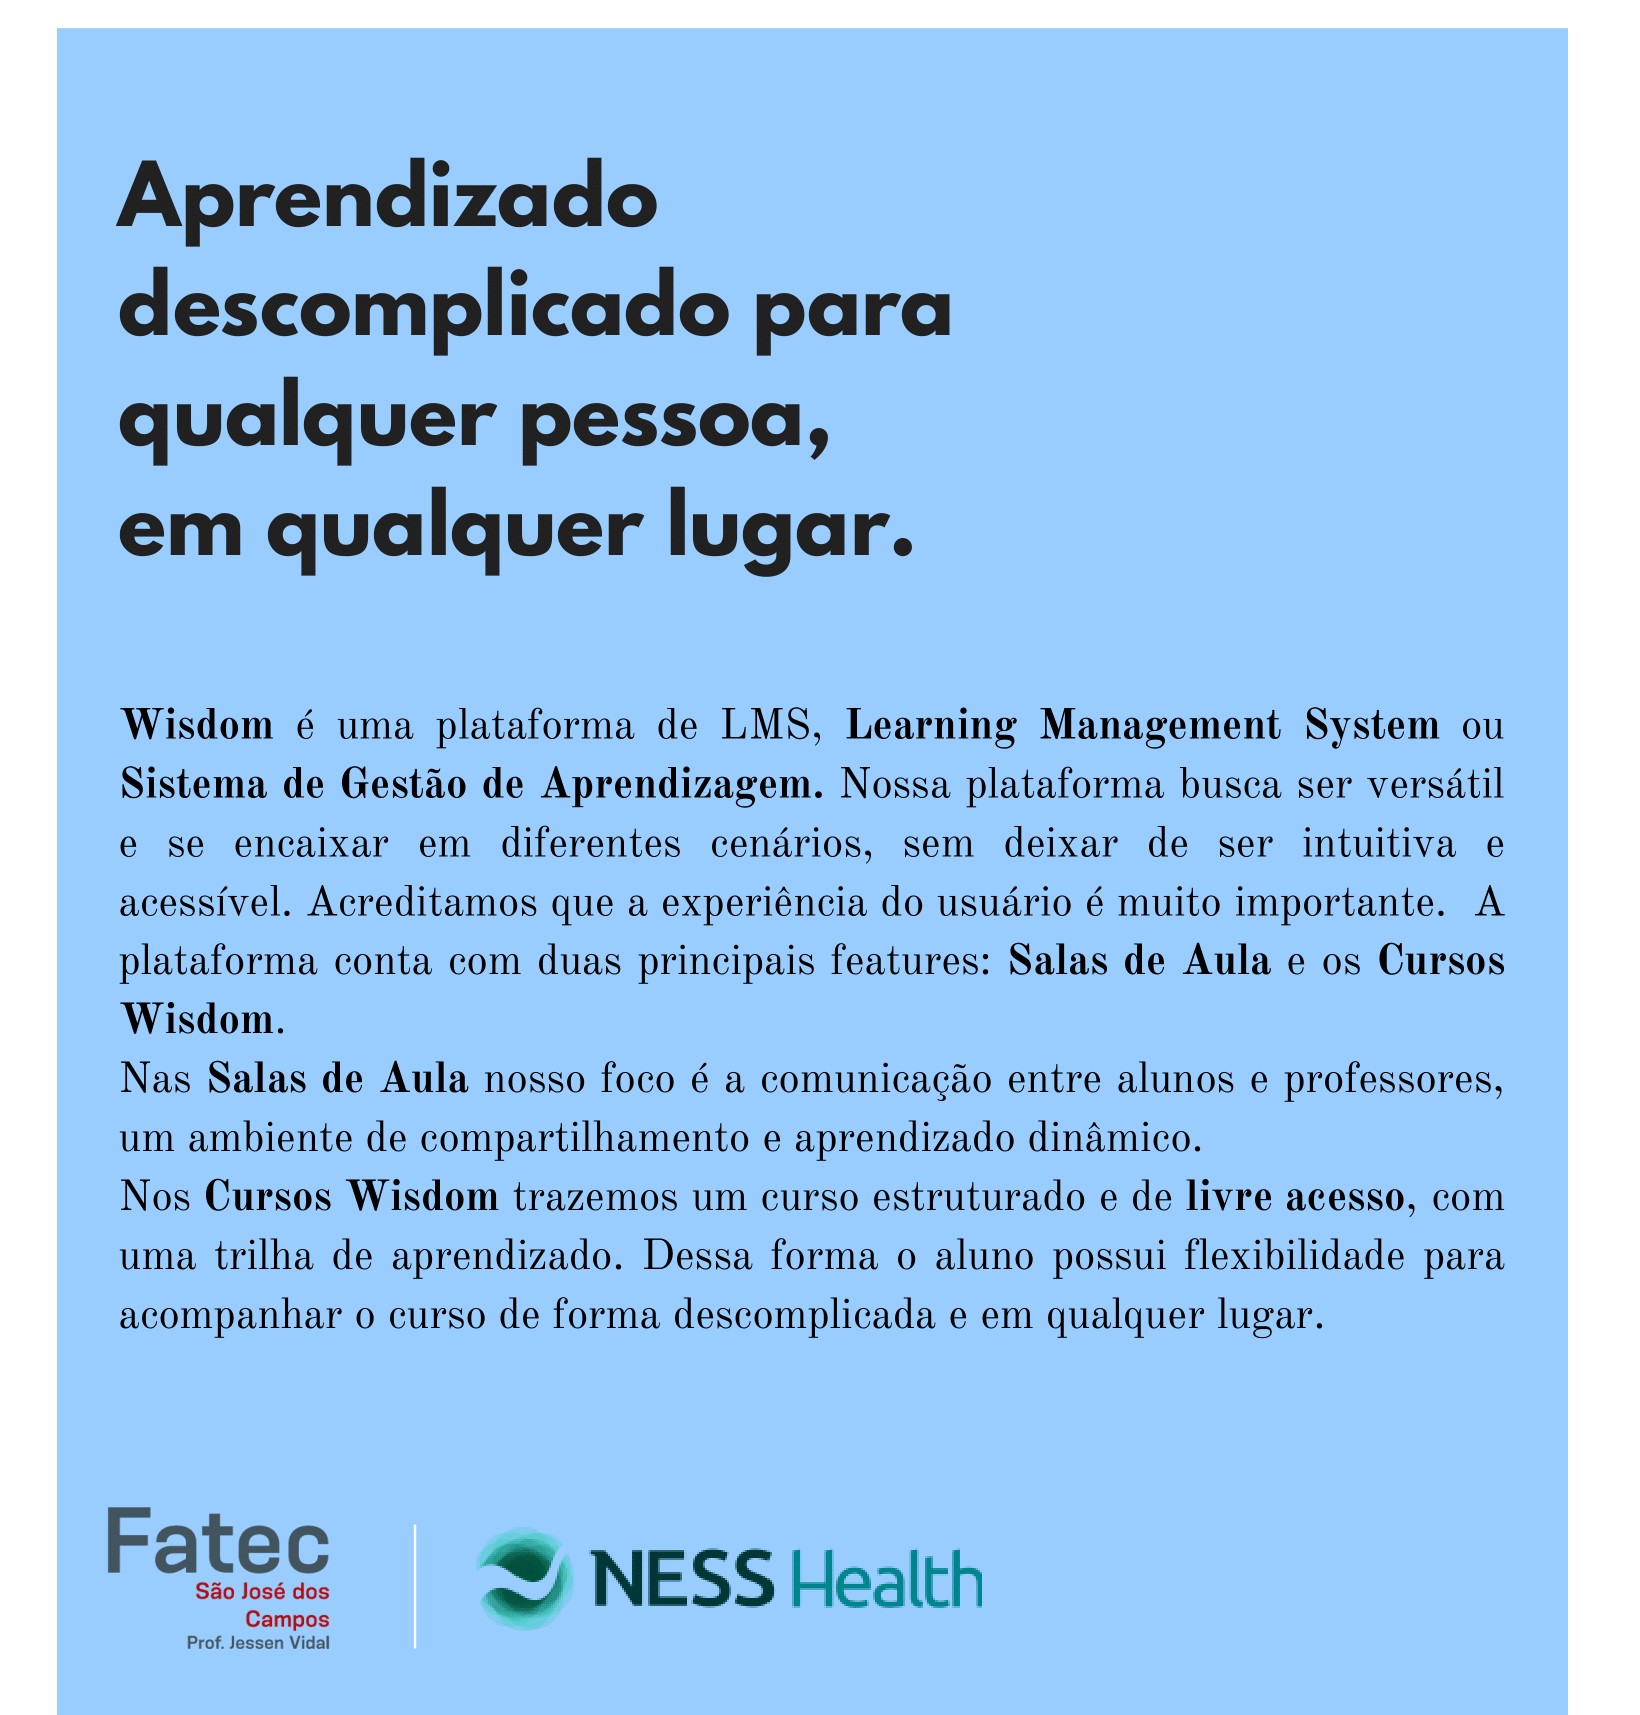 Aprendizado
descomplicado para
qualquer pessoa,
em qualquer lugar.
Wisdom é uma plataforma de LMS, Learning Management System ou
Sistema de Gestão de Aprendizagem. Nossa plataforma busca ser versátil
e se encaixar em diferentes cenários, sem deixar de ser intuitiva e
acessível. Acreditamos que a experiência do usuário é muito importante.  A
plataforma conta com duas principais features: Salas de Aula e os Cursos
Wisdom.
Nas Salas de Aula nosso foco é a comunicação entre alunos e professores,
um ambiente de compartilhamento e aprendizado dinâmico.
Nos Cursos Wisdom trazemos um curso estruturado e de livre acesso, com
uma trilha de aprendizado. Dessa forma o aluno possui flexibilidade para
acompanhar o curso de forma descomplicada e em qualquer lugar.
Fatec
São José dos
Campos
Prof. Jessen Vidal
NESS Health